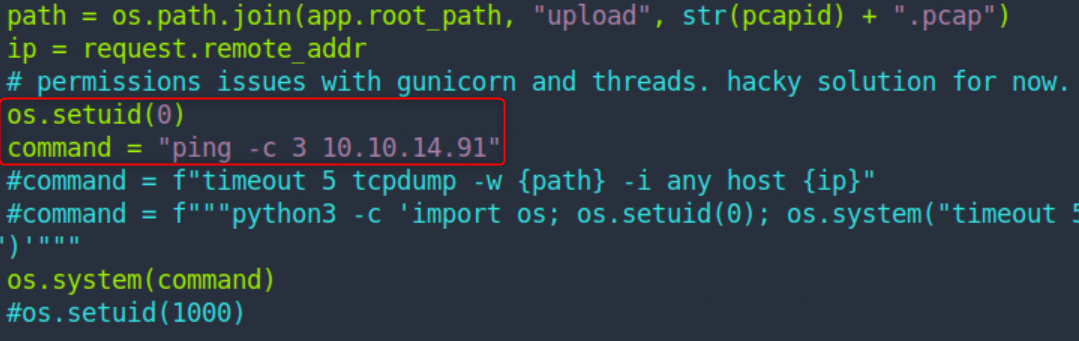 path = os.path.join(app.root_path, "upload", str(pcapid) + ".pcap")
ip = request.remote_addr
# permissions issues with gunicorn and threads. hacky solution for now.
os.setuid(0)
command = "ping -c 3 10.10.14.91"
#command = f"timeout 5 tcpdump -w {path} -i any host {ip}"
#command = f"""python3 -c 'import os; os.setuid(0); os.system("timeout 5
')'"""
os.system(command)
#os.setuid(1000)